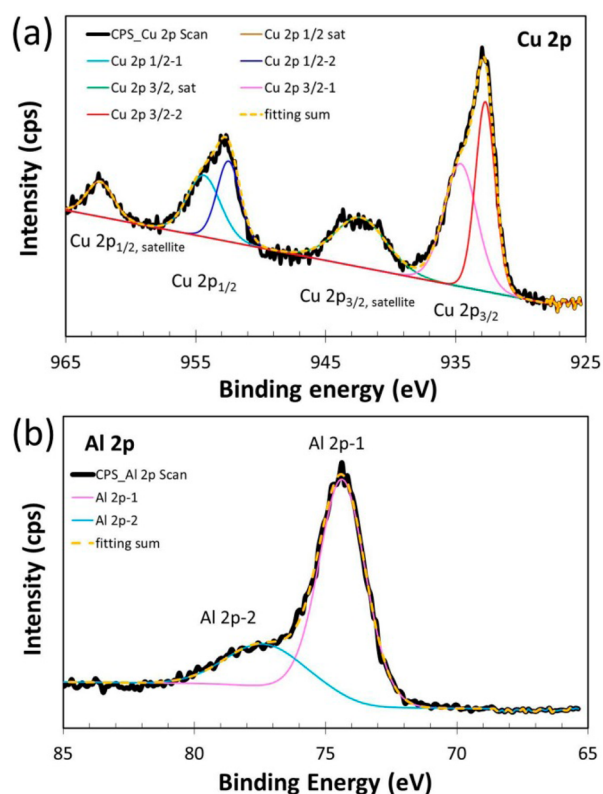 (a)
Cu 2p
CPS_Cu 2p Scan
Cu 2p 1/2 sat
Cu 2p 1/2-1
Cu 2p 1/2-2
Cu 2p 3/2, sat
Cu 2p 3/2-1
Cu 2p 3/2-2
fitting sum
Intensity (cps)
Cu 2p1/2, satellite
Cu 2p1/2
Cu 2p3/2, satellite
Cu 2p3/2
965 955 945 935 925
Binding energy (eV)
(b)
Al 2p
Al 2p-1
CPS_Al 2p Scan
Al 2p-1
Al 2p-2
fitting sum
Al 2p-2
Intensity (cps)
85 80 75 70 65
Binding Energy (eV)